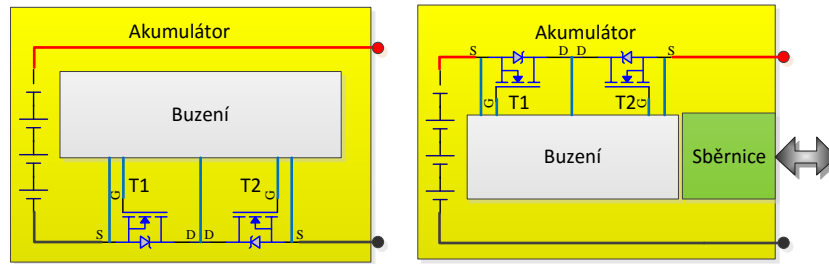 Akumulátor
Buzení
T1
T2
G
G
S
D D
S
Akumulátor
S
D D
S
G
T1
T2
G
Buzení
Sběrnice